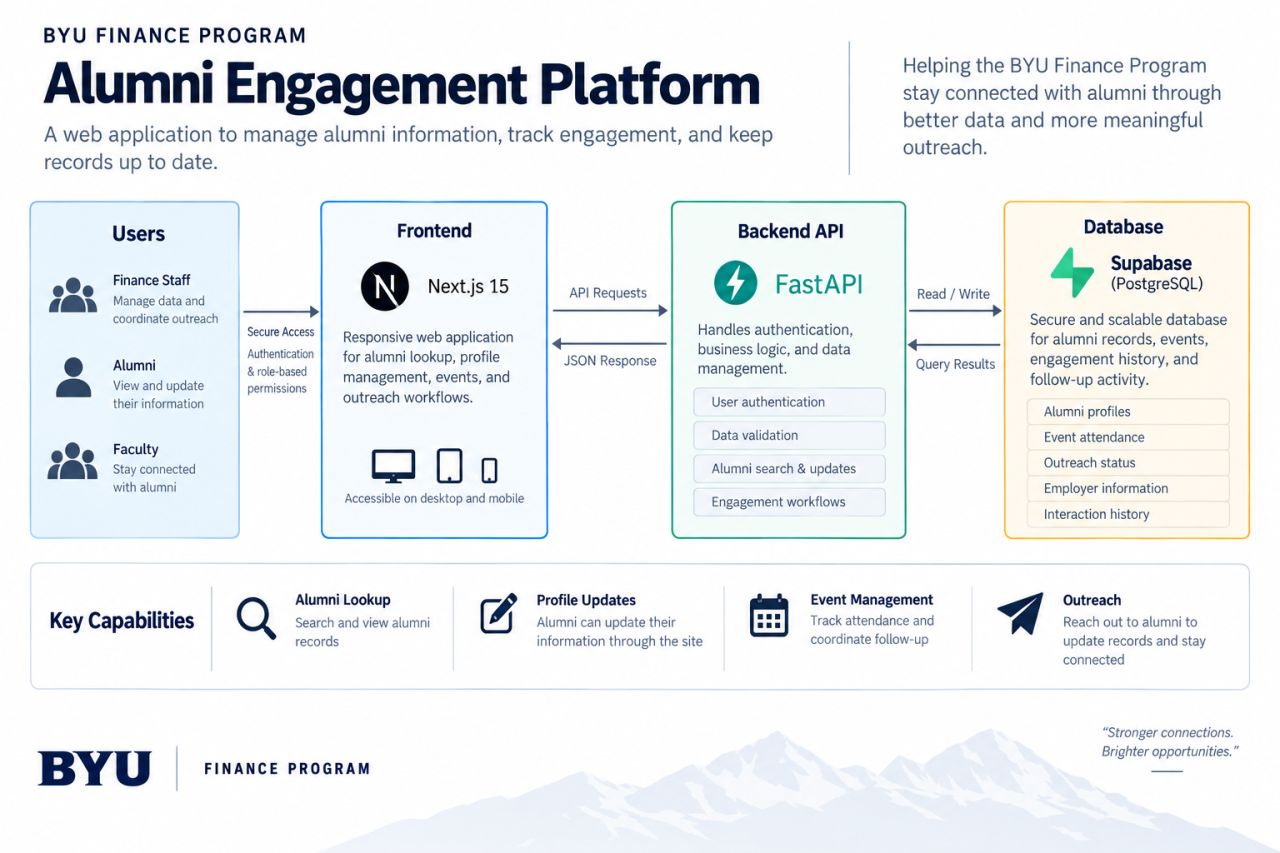 BYU FINANCE PROGRAM
Alumni Engagement Platform
A web application to manage alumni information, track engagement, and keep
records up to date.
Helping the BYU Finance Program
stay connected with alumni through
better data and more meaningful
outreach.
Users
Finance Staff
Manage data and
coordinate outreach
Alumni
View and update
their information
Faculty
Stay connected
with alumni
Secure Access
Authentication
& role-based
permissions
Frontend
N
Next.js 15
Responsive web application
for alumni lookup, profile
management, events, and
outreach workflows.
Accessible on desktop and mobile
API Requests
JSON Response
Backend API
FastAPI
Handles authentication,
business logic, and data
management.
User authentication
Data validation
Alumni search & updates
Engagement workflows
Read / Write
Query Results
Database
Supabase
(PostgreSQL)
Secure and scalable database
for alumni records, events,
engagement history, and
follow-up activity.
Alumni profiles
Event attendance
Outreach status
Employer information
Interaction history
Key Capabilities
Alumni Lookup
Search and view alumni
records
Profile Updates
Alumni can update their
information through the site
Event Management
Track attendance and
coordinate follow-up
Outreach
Reach out to alumni to
update records and stay
connected
BYU
FINANCE PROGRAM
“Stronger connections.
Brighter opportunities.”